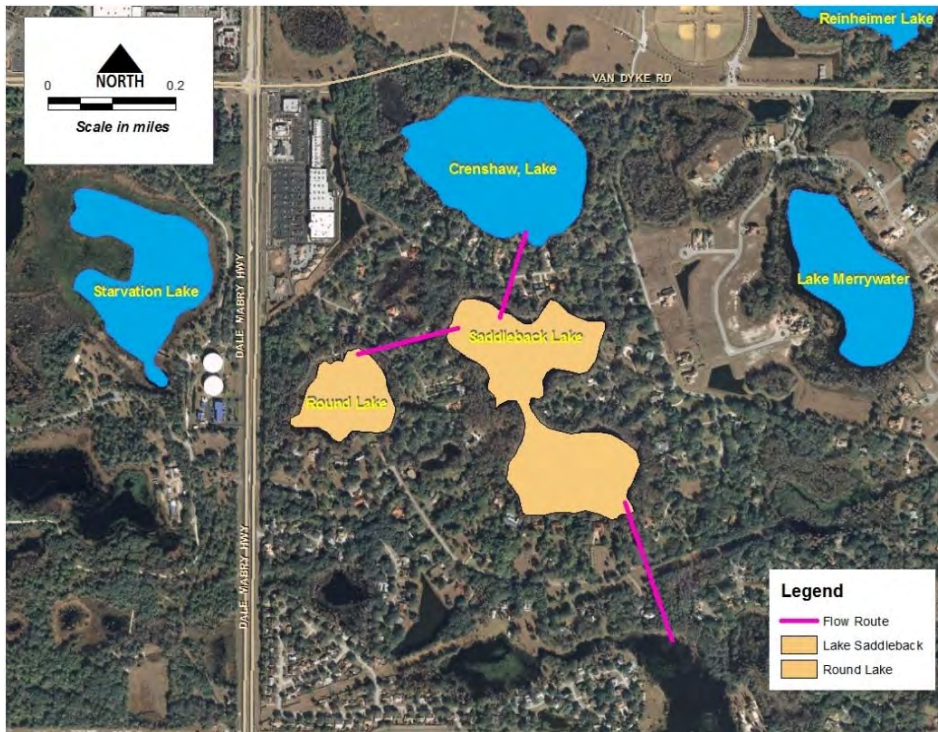 Reinheimer Lake
NORTH
0 0.2
Scale in miles
VAN DYKE RD
Crenshaw, Lake
Starvation Lake
Lake Merrywater
DALE MABRY HWY
Saddleback Lake
Round Lake
DALE MABRY HWY
Legend
Flow Route
Lake Saddleback
Round Lake